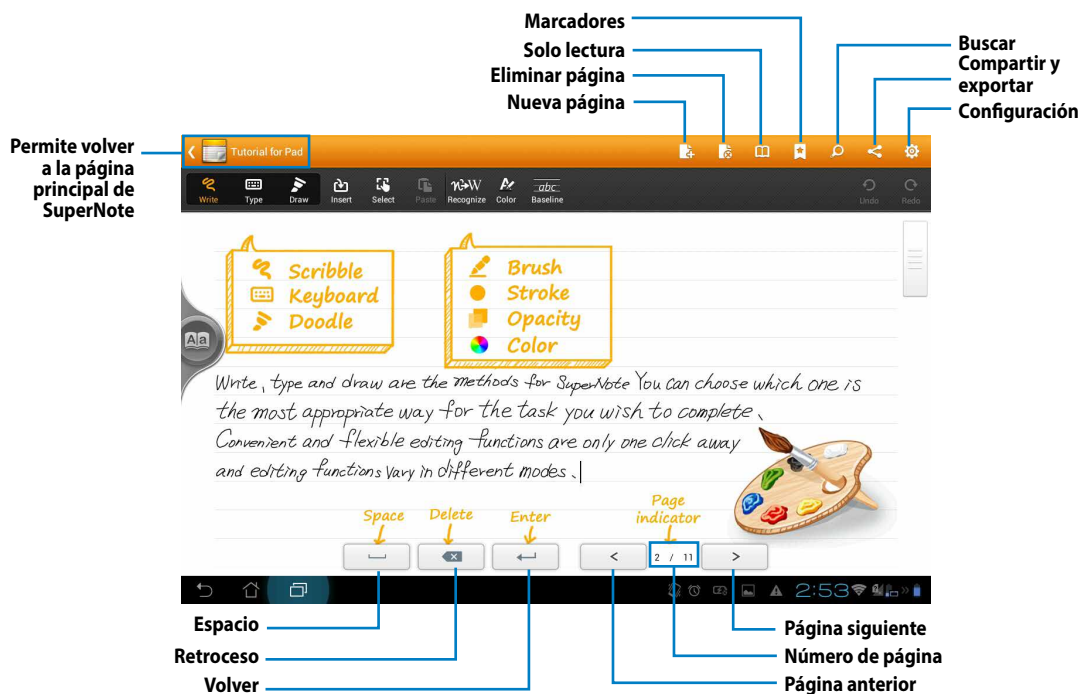 Marcadores
Solo lectura
Eliminar página
Nueva página
Buscar
Compartir y
exportar
Configuración
Permite volver
a la página
principal de
SuperNote
Tutorial for Pad
Write
Type
Draw
Insert
Select
Paste
Recognize
Color
abc
Baseline
Undo
Redo
Scribble
Keyboard
Doodle
Brush
Stroke
Opacity
Color
Aa
Write, type and draw are the methods for SuperNote You can choose which one is
the most appropriate way for the task you wish to complete.
Convenient and flexible editing functions are only one click away
and editing functions vary in different modes.
Space
Delete
Enter
Page
indicator
2 / 11
2:53
Espacio
Retroceso
Volver
Página siguiente
Número de página
Página anterior